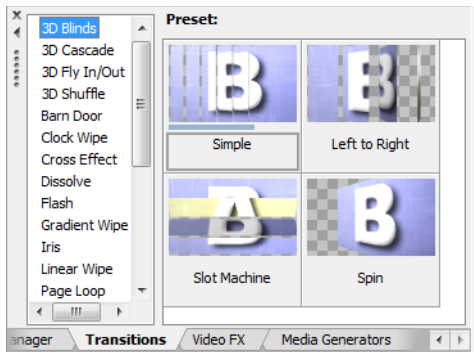 3D Blinds
3D Cascade
3D Fly In/Out
3D Shuffle
Barn Door
Clock Wipe
Cross Effect
Dissolve
Flash
Gradient Wipe
Iris
Linear Wipe
Page Loop
Preset:
B
B
Simple
Left to Right
B
Slot Machine
Spin
anager
Transitions
Video FX
Media Generators